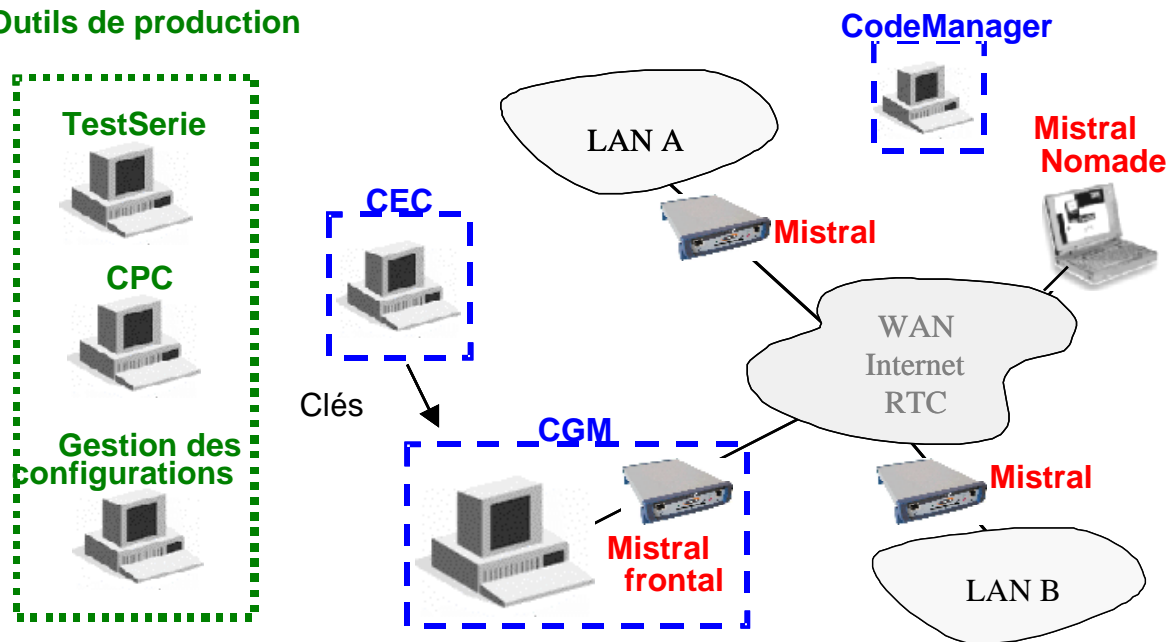 Outils de production
CodeManager
TestSerie
LAN A
Mistral
Nomade
CEC
Mistral
CPC
WAN
Internet
RTC
Clés
CGM
Gestion des
configurations
Mistral
Mistral
frontal
LAN B